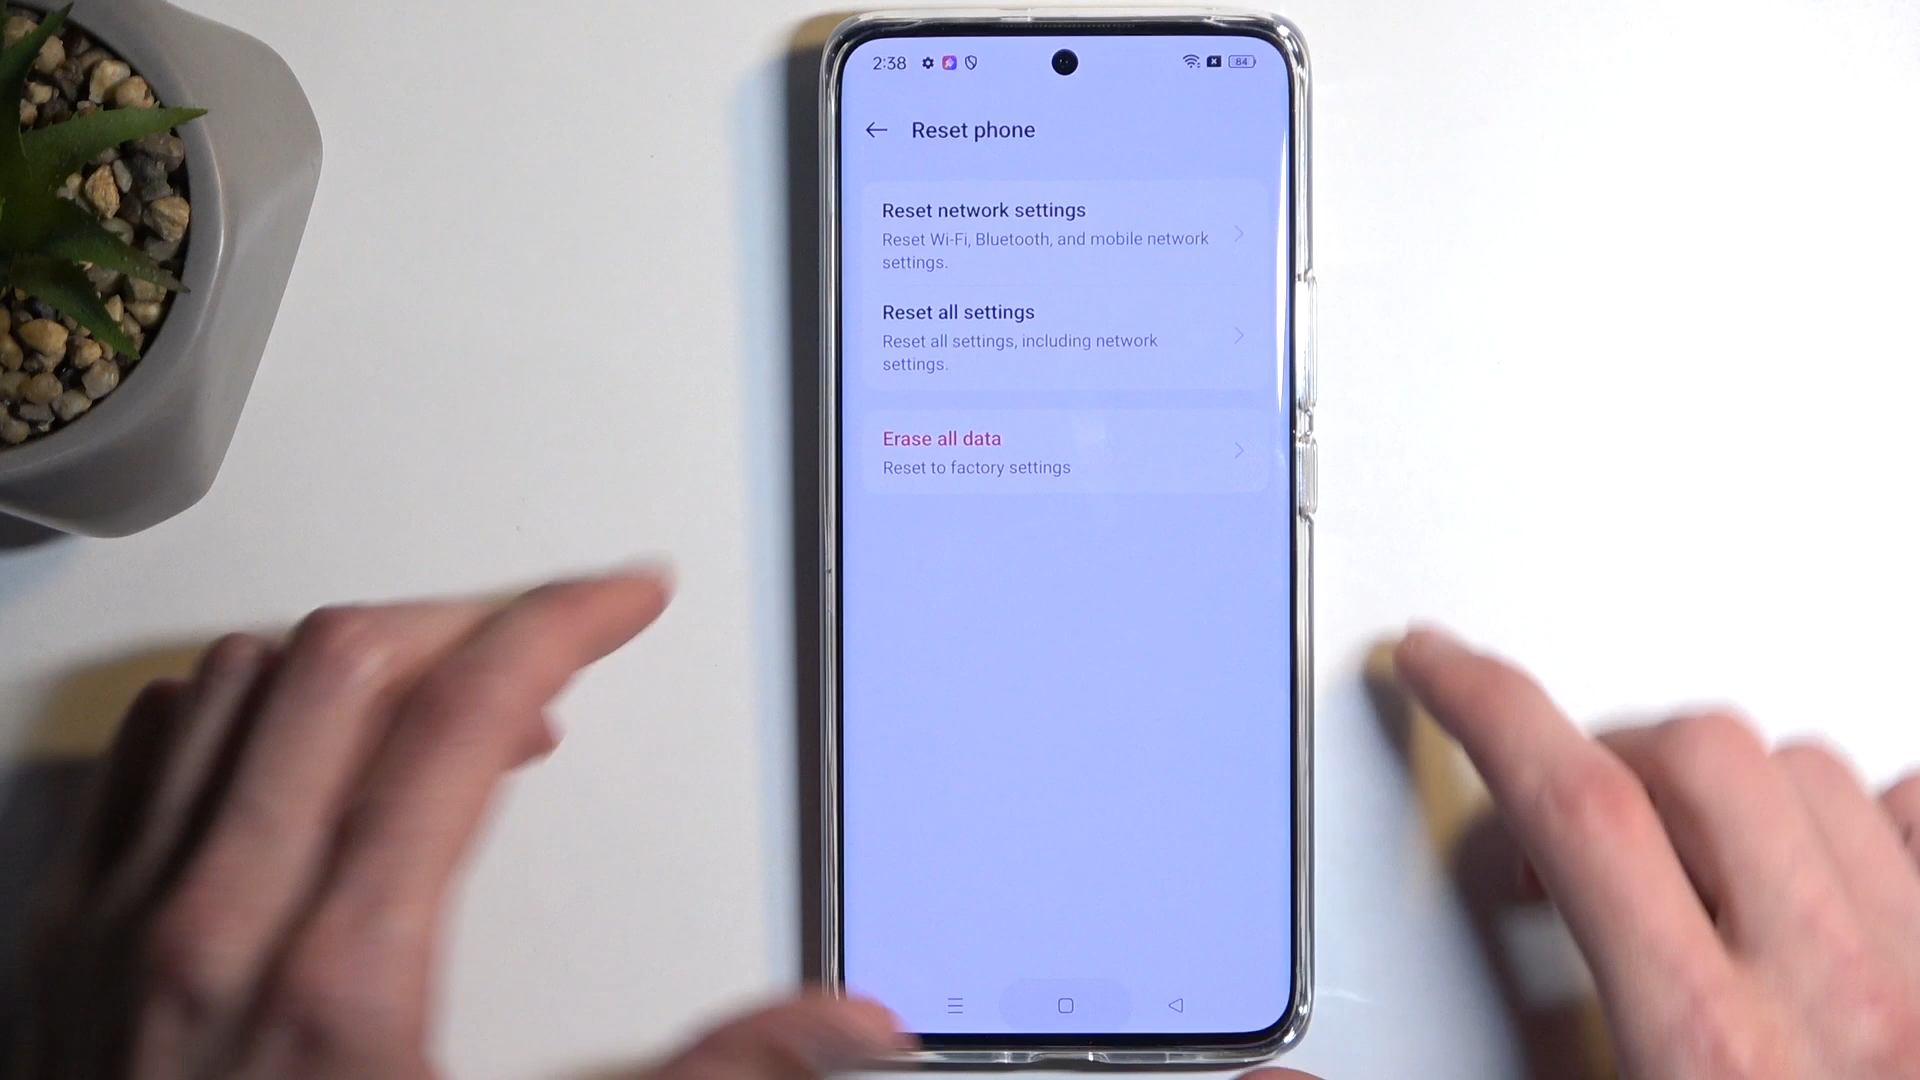 2:38
84
Reset phone
Reset network settings
Reset Wi-Fi, Bluetooth, and mobile network
settings.
Reset all settings
Reset all settings, including network
settings.
Erase all data
Reset to factory settings